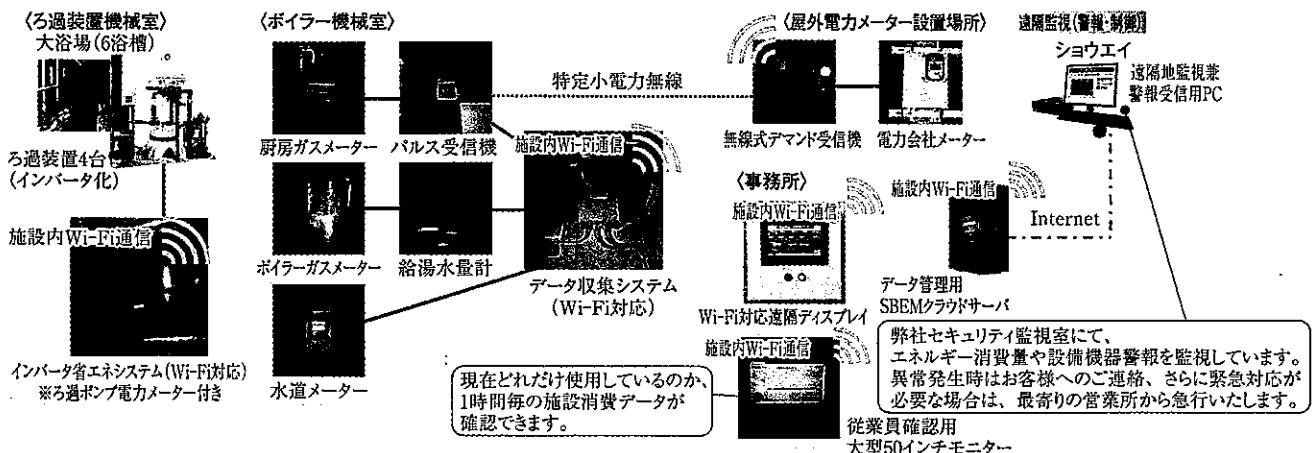 〈ろ過装置機械室〉
大浴場(6浴槽)
ろ過装置4台
(インバータ化)
施設内Wi-Fi通信
インバータ省エネシステム(Wi-Fi対応)
※ろ過ポンプ電力メーター付き
〈ボイラー機械室〉
厨房ガスメーター
パルス受信機
ボイラーガスメーター
給湯水量計
水道メーター
施設内Wi-Fi通信
データ収集システム
(Wi-Fi対応)
特定小電力無線
〈屋外電力メーター設置場所〉
無線式デマンド受信機
電力会社メーター
〈事務所〉
施設内Wi-Fi通信
Wi-Fi対応遠隔ディスプレイ
施設内Wi-Fi通信
従業員確認用
大型50インチモニター
現在どれだけ使用しているのか、
1時間毎の施設消費データが
確認できます。
施設内Wi-Fi通信
データ管理用
SBEMクラウドサーバ
Internet
遠隔監視(警報・制御)
ショウエイ
遠隔地監視兼
警報受信用PC
弊社セキュリティ監視室にて、
エネルギー消費量や設備機器警報を監視しています。
異常発生時はお客様へのご連絡、さらに緊急対応が
必要な場合は、最寄りの営業所から急行いたします。